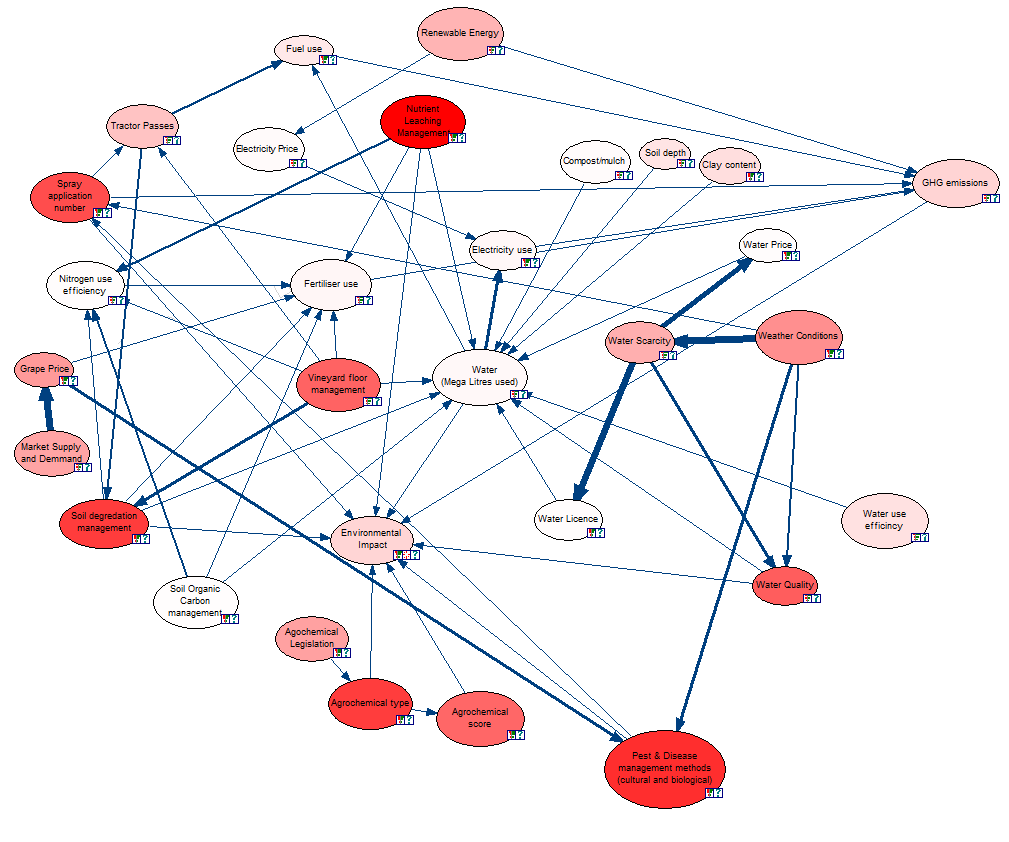 Renewable Energy
Fuel use
Nutrient
Leaching
Management
Tractor Passes
Electricity Price
Compost/mulch
Soil depth
Clay content
GHG emissions
Spray
application
number
Electricity use
Water Price
Nitrogen use
efficiency
Fertiliser use
Water Scarcity
Weather Conditions
Grape Price
Vineyard floor
management
Water
(Mega Litres used)
Market Supply
and Demmand
Soil degredation
management
Environmental
Impact
Water Licence
Water use
efficincy
Water Quality
Soil Organic
Carbon
management
Agochemical
Legislation
Agrochemical type
Agrochemical
score
Pest & Disease
management methods
(cultural and biological)